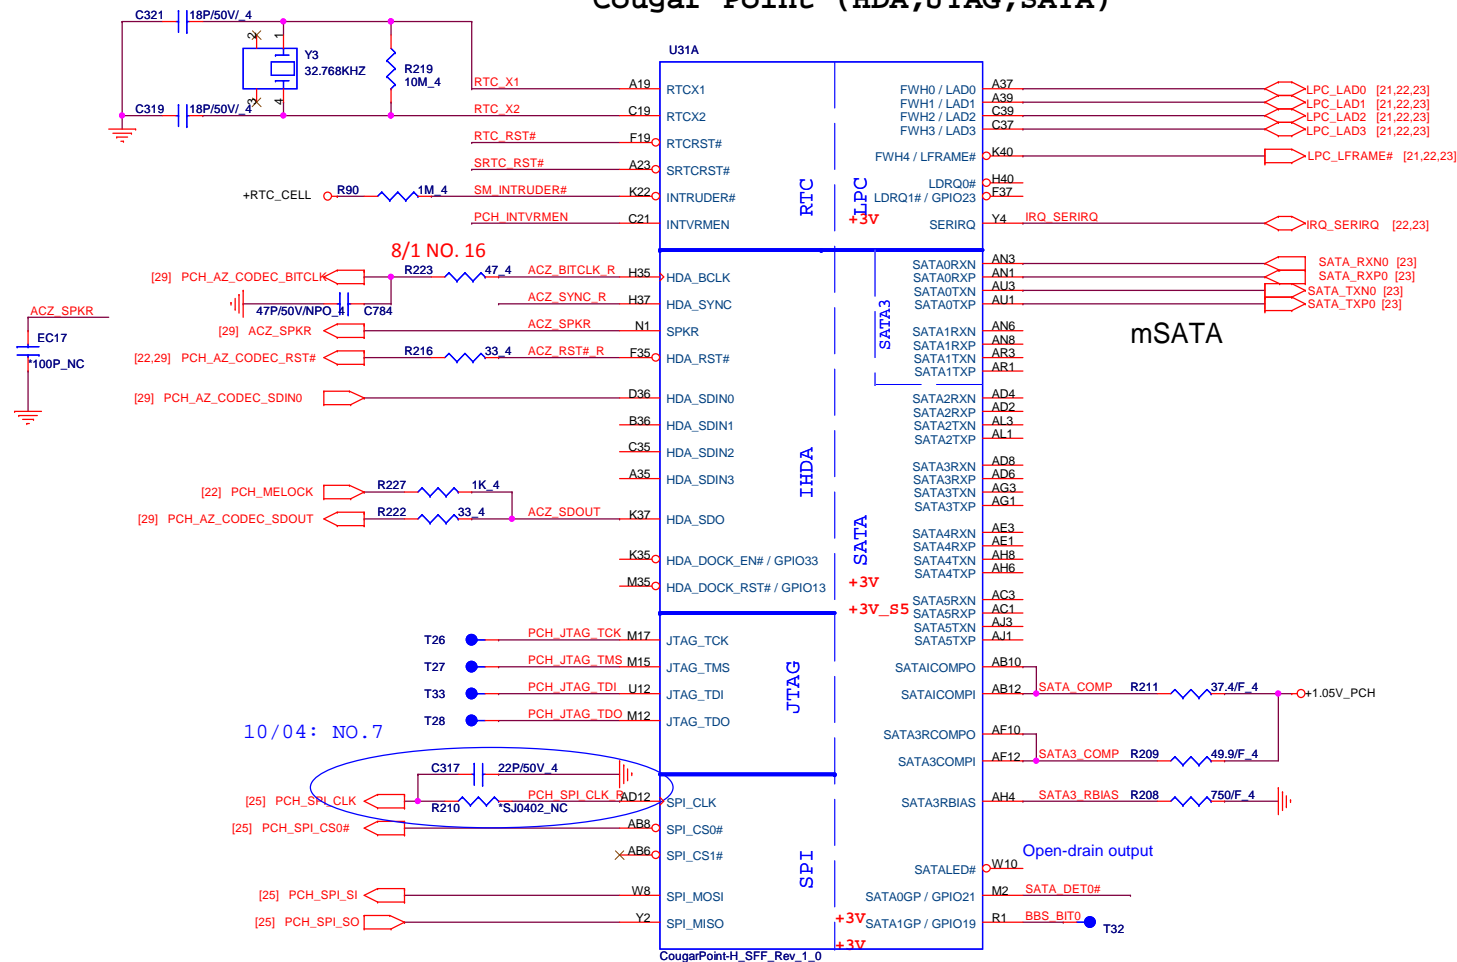 Cougar Point (HDA,JTAG,SATA)
C321 18P/50V/_4
2 1
Y3
32.768KHZ
R219
10M_4
3 4
C319 18P/50V/_4
U31A
RTC_X1 A19 RTCX1
RTC_X2 C19 RTCX2
RTC_RST# F19 RTCRST#
SRTC_RST# A23 SRTCRST#
+RTC_CELL R90 1M_4 SM_INTRUDER# K22 INTRUDER#
PCH_INTVRMEN C21 INTVRMEN
RTC
LPC
+3V
FWH0 / LAD0 A37 LPC_LAD0 [21,22,23]
FWH1 / LAD1 A39 LPC_LAD1 [21,22,23]
FWH2 / LAD2 C39 LPC_LAD2 [21,22,23]
FWH3 / LAD3 C37 LPC_LAD3 [21,22,23]
FWH4 / LFRAME# K40 LPC_LFRAME# [21,22,23]
LDRQ0# H40
LDRQ1# / GPIO23 F37
SERIRQ Y4 IRQ_SERIRQ IRQ_SERIRQ [22,23]
8/1 NO. 16
[29] PCH_AZ_CODEC_BITCLK R223 47_4 ACZ_BITCLK_R H35 HDA_BCLK
47P/50V/NPO_4 C784
ACZ_SYNC_R H37 HDA_SYNC
ACZ_SPKR
EC17
*100P_NC
[29] ACZ_SPKR ACZ_SPKR N1 SPKR
[22,29] PCH_AZ_CODEC_RST# R216 33_4 ACZ_RST#_R F35 HDA_RST#
[29] PCH_AZ_CODEC_SDIN0 D36 HDA_SDIN0
B36 HDA_SDIN1
C35 HDA_SDIN2
A35 HDA_SDIN3
[22] PCH_MELOCK R227 1K_4
[29] PCH_AZ_CODEC_SDOUT R222 33_4 ACZ_SDOUT K37 HDA_SDO
K35 HDA_DOCK_EN# / GPIO33
M35 HDA_DOCK_RST# / GPIO13
IHDA
SATA3
SATA
+3V
+3V_S5
SATA0RXN AN3 SATA_RXN0 [23]
SATA0RXP AN1 SATA_RXP0 [23]
SATA0TXN AU3 SATA_TXN0 [23]
SATA0TXP AU1 SATA_TXP0 [23]
mSATA
SATA1RXN AN6
SATA1RXP AN8
SATA1TXN AR3
SATA1TXP AR1
SATA2RXN AD4
SATA2RXP AD2
SATA2TXN AL3
SATA2TXP AL1
SATA3RXN AD8
SATA3RXP AD6
SATA3TXN AG3
SATA3TXP AG1
SATA4RXN AE3
SATA4RXP AE1
SATA4TXN AH8
SATA4TXP AH6
SATA5RXN AC3
SATA5RXP AC1
SATA5TXN AJ3
SATA5TXP AJ1
T26 PCH_JTAG_TCK M17 JTAG_TCK
T27 PCH_JTAG_TMS M15 JTAG_TMS
T33 PCH_JTAG_TDI U12 JTAG_TDI
T28 PCH_JTAG_TDO M12 JTAG_TDO
JTAG
SATAICOMPO AB10
SATAICOMPI AB12 SATA_COMP R211 37.4/F_4 +1.05V_PCH
SATA3RCOMPO AF10
SATA3COMPI AF12 SATA3_COMP R209 49.9/F_4
SATA3RBIAS AH4 SATA3_RBIAS R208 750/F_4
10/04: NO.7
C317 22P/50V_4
[25] PCH_SPI_CLK R210 *SJ0402_NC PCH_SPI_CLK_R AD12 SPI_CLK
[25] PCH_SPI_CS0# AB8 SPI_CS0#
AB6 SPI_CS1#
[25] PCH_SPI_SI W8 SPI_MOSI
[25] PCH_SPI_SO Y2 SPI_MISO
SPI
+3V
+3V
Open-drain output
SATALED# W10
SATA0GP / GPIO21 M2 SATA_DET0#
SATA1GP / GPIO19 R1 BBS_BIT0 T32
CougarPoint-H_SFF_Rev_1_0